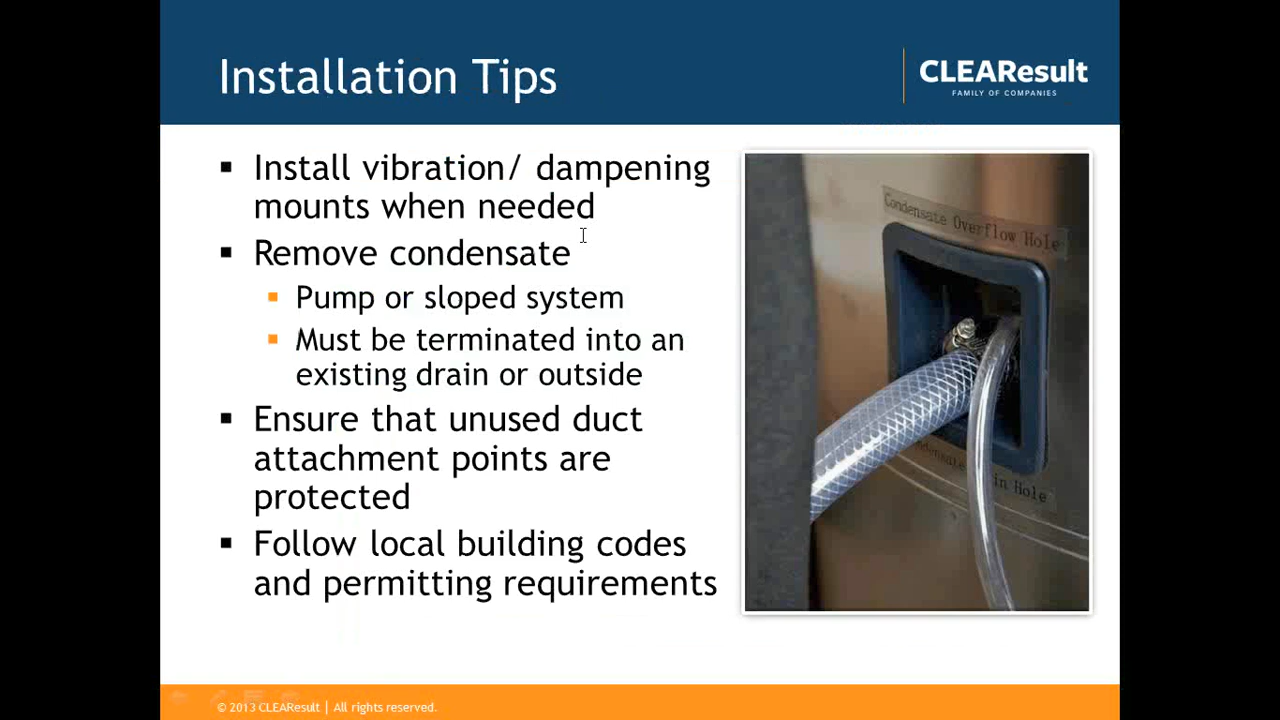 Installation Tips
CLEAResult
FAMILY OF COMPANIES
▪ Install vibration/ dampening
mounts when needed
▪ Remove condensate
▪ Pump or sloped system
▪ Must be terminated into an
existing drain or outside
▪ Ensure that unused duct
attachment points are
protected
▪ Follow local building codes
and permitting requirements
Condensate Overflow Hole
in Hole
© 2013 CLEAResult | All rights reserved.